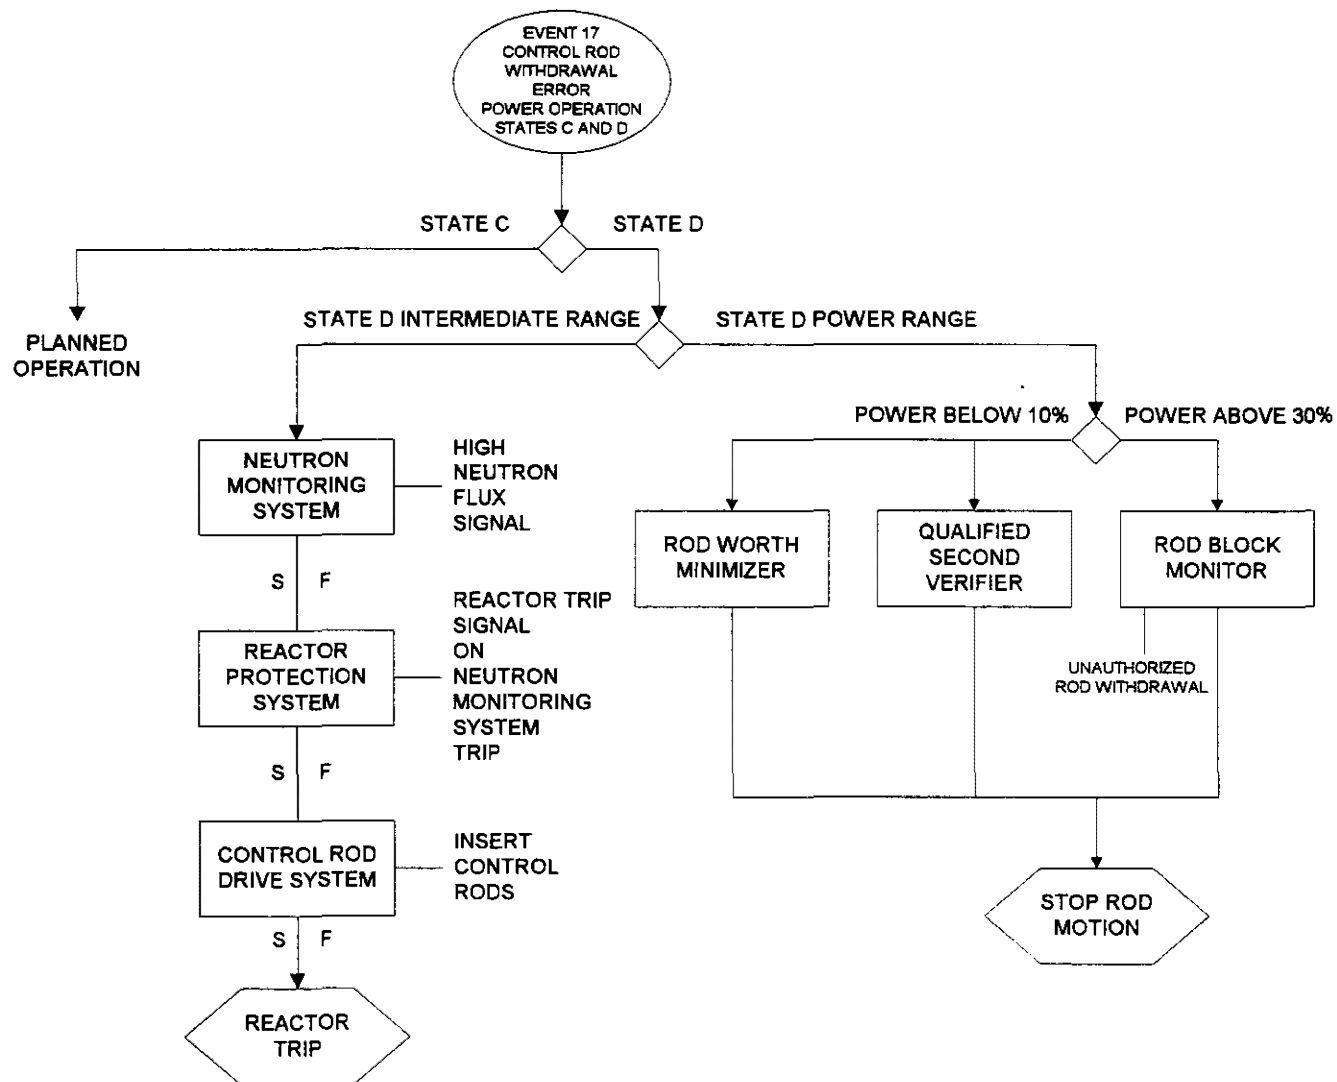 EVENT 17
CONTROL ROD
WITHDRAWAL
ERROR
POWER OPERATION
STATES C AND D
STATE C
STATE D
PLANNED
OPERATION
STATE D INTERMEDIATE RANGE
STATE D POWER RANGE
POWER BELOW 10%
POWER ABOVE 30%
NEUTRON
MONITORING
SYSTEM
HIGH
NEUTRON
FLUX
SIGNAL
ROD WORTH
MINIMIZER
QUALIFIED
SECOND
VERIFIER
ROD BLOCK
MONITOR
S F
REACTOR
PROTECTION
SYSTEM
REACTOR TRIP
SIGNAL
ON
NEUTRON
MONITORING
SYSTEM
TRIP
UNAUTHORIZED
ROD WITHDRAWAL
S F
CONTROL ROD
DRIVE SYSTEM
INSERT
CONTROL
RODS
S F
STOP ROD
MOTION
REACTOR
TRIP